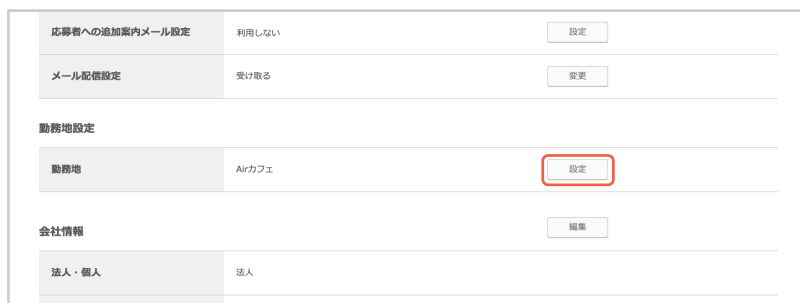 応募者への追加案内メール設定 利用しない 設定
メール配信設定 受け取る 変更
勤務地設定
勤務地 Airカフェ 設定
会社情報 編集
法人・個人 法人